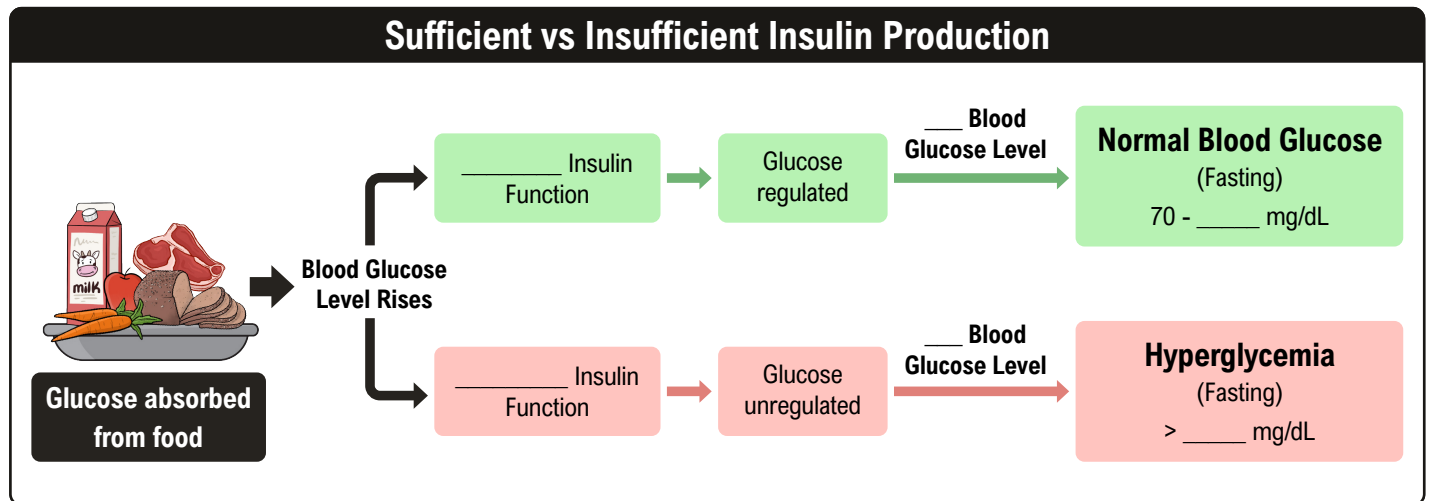 Sufficient vs Insufficient Insulin Production
milk
Glucose absorbed
from food
Blood Glucose
Level Rises
________ Insulin
Function
Glucose
regulated
___ Blood
Glucose Level
Normal Blood Glucose
(Fasting)
70 - _____ mg/dL
_________ Insulin
Function
Glucose
unregulated
___ Blood
Glucose Level
Hyperglycemia
(Fasting)
> _____ mg/dL